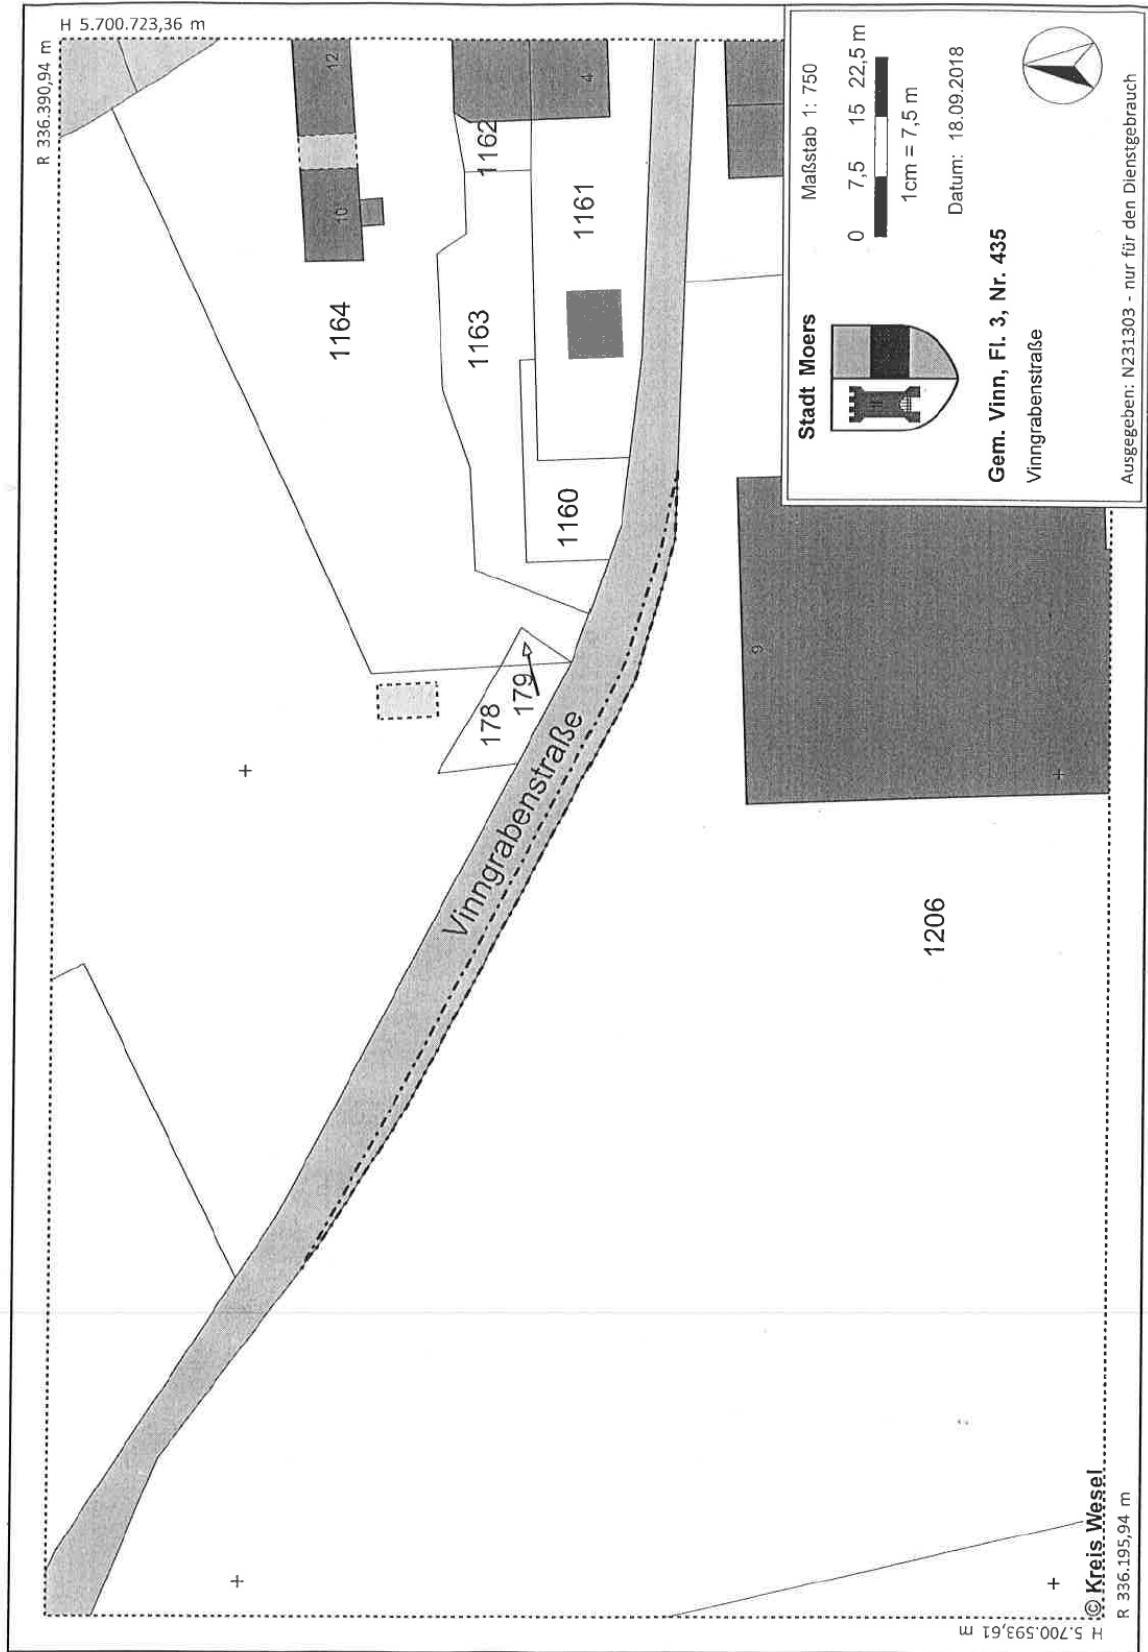 H 5.700.723,36 m
R 336.390,94 m
12
10
1164
4
1162
1161
1163
1160
179
178
Vinngrabenstraße
9
1206
Stadt Moers
Maßstab 1: 750
0 7,5 15 22,5 m
1cm = 7,5 m
Datum: 18.09.2018
Gem. Vinn, Fl. 3, Nr. 435
Vinngrabenstraße
Ausgegeben: N231303 - nur für den Dienstgebrauch
© Kreis Wesel
R 336.195,94 m
H 5.700.593,61 m